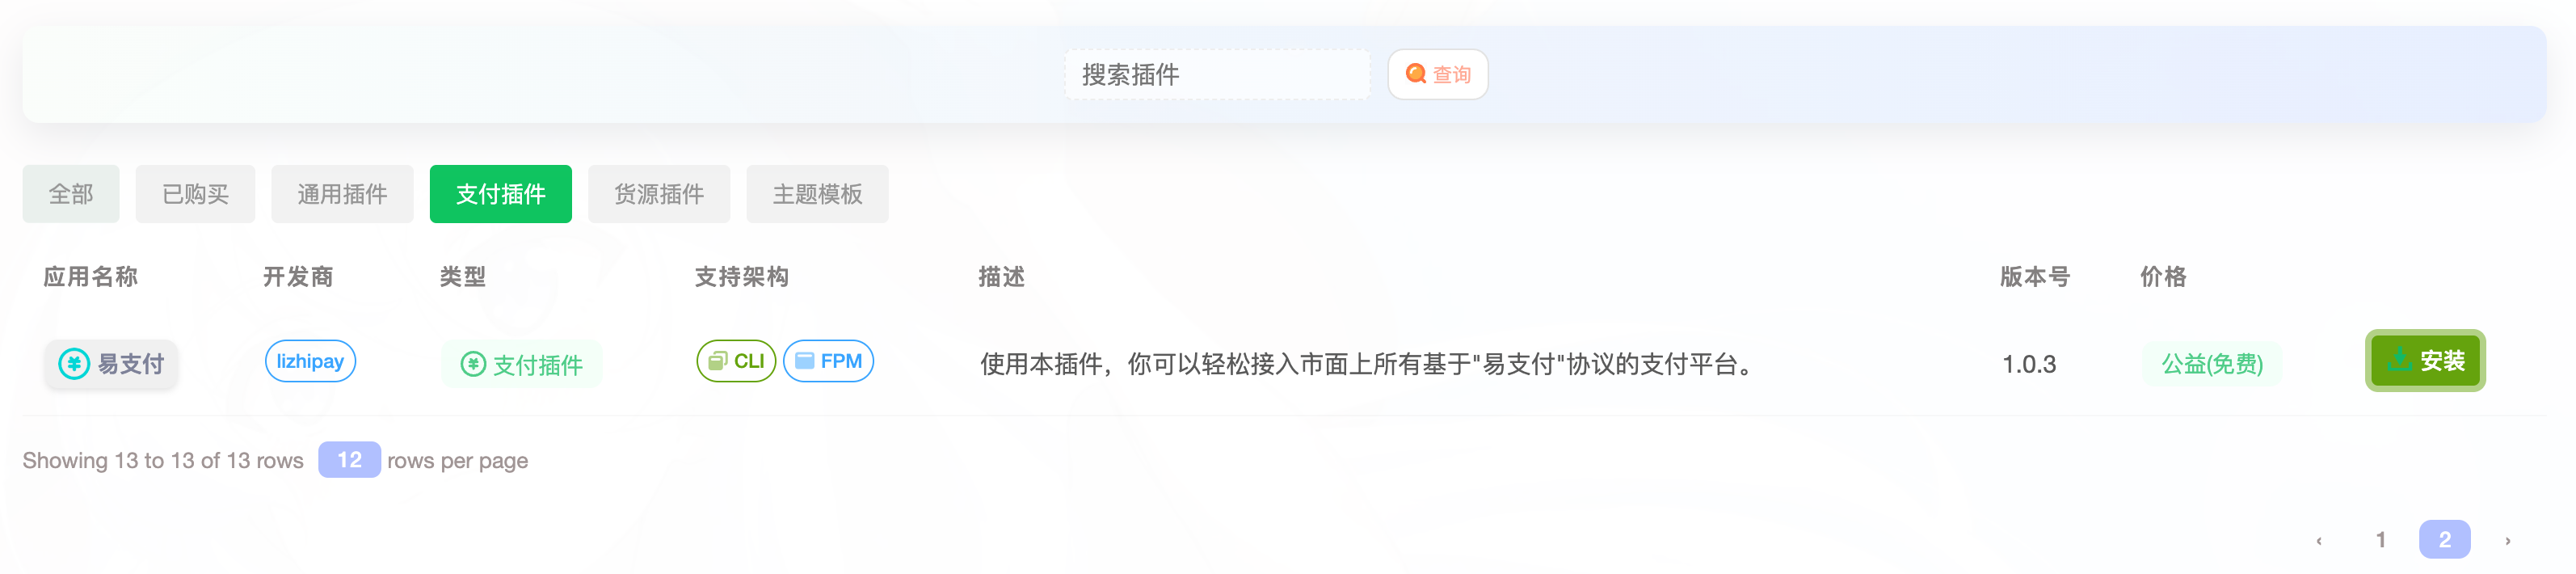 搜索插件 查询
全部 已购买 通用插件 支付插件 货源插件 主题模板
应用名称 开发商 类型 支持架构 描述 版本号 价格
易支付 lizhipay 支付插件 CLI FPM 使用本插件，你可以轻松接入市面上所有基于"易支付"协议的支付平台。 1.0.3 公益(免费) 安装
Showing 13 to 13 of 13 rows 12 rows per page
‹ 1 2 ›